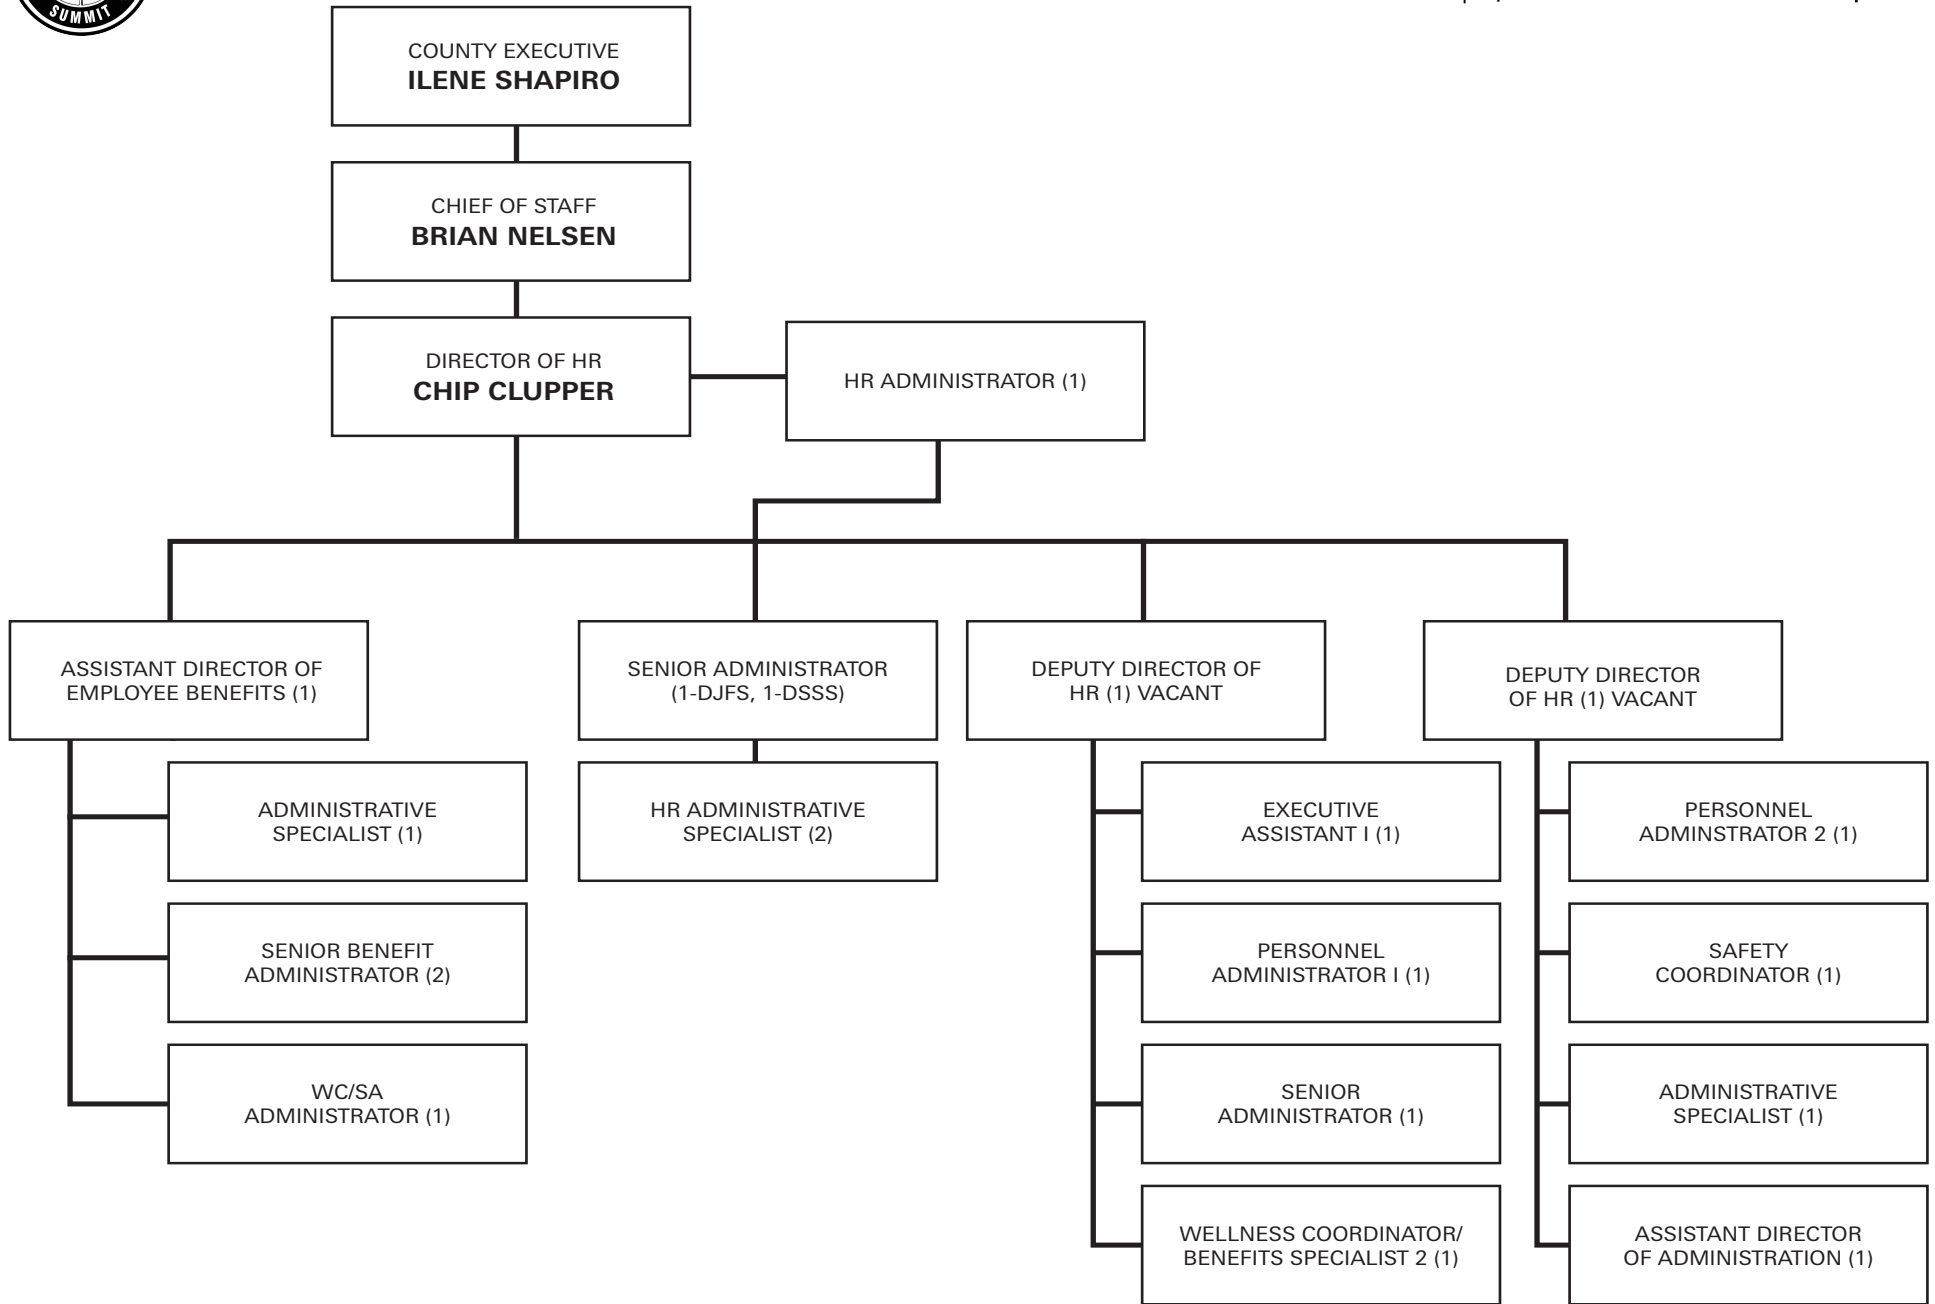 SUMMIT
COUNTY EXECUTIVE
ILENE SHAPIRO
CHIEF OF STAFF
BRIAN NELSEN
DIRECTOR OF HR
CHIP CLUPPER
HR ADMINISTRATOR (1)
ASSISTANT DIRECTOR OF
EMPLOYEE BENEFITS (1)
SENIOR ADMINISTRATOR
(1-DJFS, 1-DSSS)
DEPUTY DIRECTOR OF
HR (1) VACANT
DEPUTY DIRECTOR
OF HR (1) VACANT
ADMINISTRATIVE
SPECIALIST (1)
SENIOR BENEFIT
ADMINISTRATOR (2)
WC/SA
ADMINISTRATOR (1)
HR ADMINISTRATIVE
SPECIALIST (2)
EXECUTIVE
ASSISTANT I (1)
PERSONNEL
ADMINISTRATOR I (1)
SENIOR
ADMINISTRATOR (1)
WELLNESS COORDINATOR/
BENEFITS SPECIALIST 2 (1)
PERSONNEL
ADMINSTRATOR 2 (1)
SAFETY
COORDINATOR (1)
ADMINISTRATIVE
SPECIALIST (1)
ASSISTANT DIRECTOR
OF ADMINISTRATION (1)